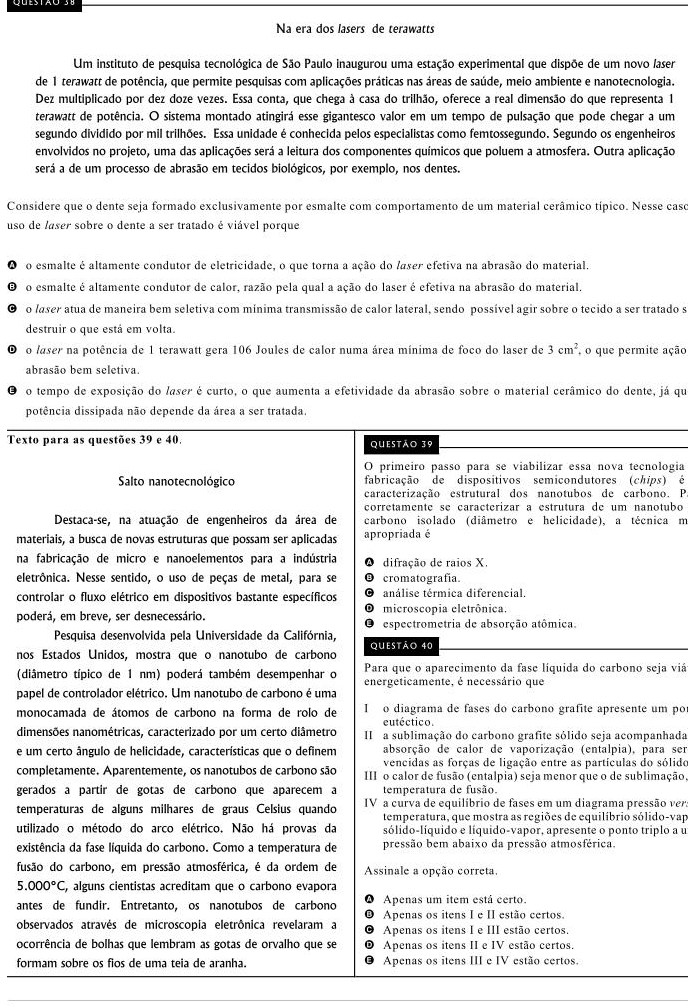 QUESTÃO 38
Na era dos lasers de terawatts
Um instituto de pesquisa tecnológica de São Paulo inaugurou uma estação experimental que dispõe de um novo laser
de 1 terawatt de potência, que permite pesquisas com aplicações práticas nas áreas de saúde, meio ambiente e nanotecnologia.
Dez multiplicado por dez doze vezes. Essa conta, que chega à casa do trilhão, oferece a real dimensão do que representa 1
terawatt de potência. O sistema montado atingirá esse gigantesco valor em um tempo de pulsação que pode chegar a um
segundo dividido por mil trilhões. Essa unidade é conhecida pelos especialistas como femtossegundo. Segundo os engenheiros
envolvidos no projeto, uma das aplicações será a leitura dos componentes químicos que poluem a atmosfera. Outra aplicação
será a de um processo de abrasão em tecidos biológicos, por exemplo, nos dentes.
Considere que o dente seja formado exclusivamente por esmalte com comportamento de um material cerâmico típico. Nesse caso
uso de laser sobre o dente a ser tratado é viável porque
A o esmalte é altamente condutor de eletricidade, o que torna a ação do laser efetiva na abrasão do material.
B o esmalte é altamente condutor de calor, razão pela qual a ação do laser é efetiva na abrasão do material.
C o laser atua de maneira bem seletiva com mínima transmissão de calor lateral, sendo possível agir sobre o tecido a ser tratado s
destruir o que está em volta.
D o laser na potência de 1 terawatt gera 106 Joules de calor numa área mínima de foco do laser de 3 cm², o que permite ação
abrasão bem seletiva.
E o tempo de exposição do laser é curto, o que aumenta a efetividade da abrasão sobre o material cerâmico do dente, já qu
potência dissipada não depende da área a ser tratada.
Texto para as questões 39 e 40.
Salto nanotecnológico
Destaca-se, na atuação de engenheiros da área de
materiais, a busca de novas estruturas que possam ser aplicadas
na fabricação de micro e nanoelementos para a indústria
eletrônica. Nesse sentido, o uso de peças de metal, para se
controlar o fluxo elétrico em dispositivos bastante específicos
poderá, em breve, ser desnecessário.
Pesquisa desenvolvida pela Universidade da Califórnia,
nos Estados Unidos, mostra que o nanotubo de carbono
(diâmetro típico de 1 nm) poderá também desempenhar o
papel de controlador elétrico. Um nanotubo de carbono é uma
monocamada de átomos de carbono na forma de rolo de
dimensões nanométricas, caracterizado por um certo diâmetro
e um certo ângulo de helicidade, características que o definem
completamente. Aparentemente, os nanotubos de carbono são
gerados a partir de gotas de carbono que aparecem a
temperaturas de alguns milhares de graus Celsius quando
utilizado o método do arco elétrico. Não há provas da
existência da fase líquida do carbono. Como a temperatura de
fusão do carbono, em pressão atmosférica, é da ordem de
5.000°C, alguns cientistas acreditam que o carbono evapora
antes de fundir. Entretanto, os nanotubos de carbono
observados através de microscopia eletrônica revelaram a
ocorrência de bolhas que lembram as gotas de orvalho que se
formam sobre os fios de uma teia de aranha.
QUESTÃO 39
O primeiro passo para se viabilizar essa nova tecnologia
fabricação de dispositivos semicondutores (chips) é
caracterização estrutural dos nanotubos de carbono. P
corretamente se caracterizar a estrutura de um nanotubo
carbono isolado (diâmetro e helicidade), a técnica m
apropriada é
A difração de raios X.
B cromatografia.
C análise térmica diferencial.
D microscopia eletrônica.
E espectrometria de absorção atômica.
QUESTÃO 40
Para que o aparecimento da fase líquida do carbono seja viá
energeticamente, é necessário que
I o diagrama de fases do carbono grafite apresente um po
eutéctico.
II a sublimação do carbono grafite sólido seja acompanhada
absorção de calor de vaporização (entalpia), para ser
vencidas as forças de ligação entre as partículas do sólido
III o calor de fusão (entalpia) seja menor que o de sublimação,
temperatura de fusão.
IV a curva de equilíbrio de fases em um diagrama pressão ver
temperatura, que mostra as regiões de equilíbrio sólido-vap
sólido-líquido e líquido-vapor, apresente o ponto triplo a u
pressão bem abaixo da pressão atmosférica.
Assinale a opção correta.
A Apenas um item está certo.
B Apenas os itens I e II estão certos.
C Apenas os itens I e III estão certos.
D Apenas os itens II e IV estão certos.
E Apenas os itens III e IV estão certos.